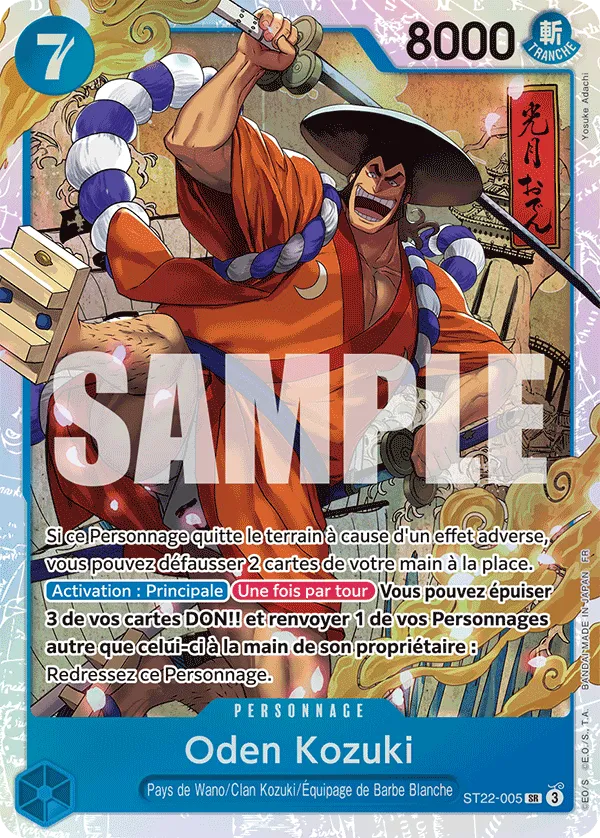 7
8000
斬
TRANCHE
Yosuke Adachi
光月おでん
SAMPLE
Si ce Personnage quitte le terrain à cause d'un effet adverse,
vous pouvez défausser 2 cartes de votre main à la place.
Activation : Principale Une fois par tour Vous pouvez épuiser
3 de vos cartes DON!! et renvoyer 1 de vos Personnages
autre que celui-ci à la main de son propriétaire :
Redressez ce Personnage.
PERSONNAGE
Oden Kozuki
Pays de Wano/Clan Kozuki/Équipage de Barbe Blanche
ST22-005 SR 3
©EO/S ©E.O./S., T.A. BANDAI•MADE IN JAPAN FR